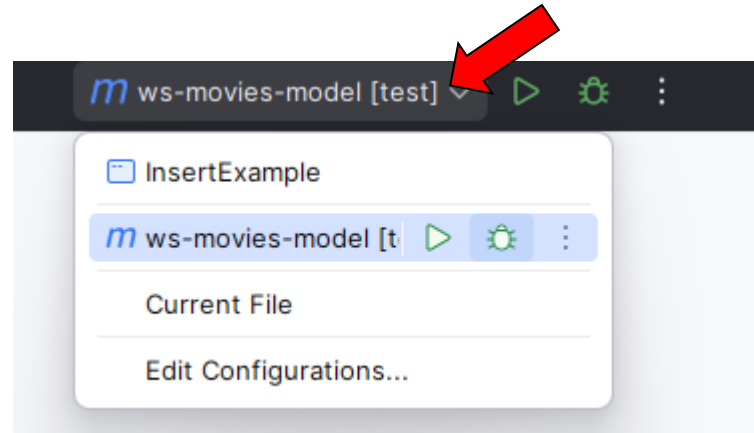 m ws-movies-model [test]
InsertExample
m ws-movies-model [t
Current File
Edit Configurations...